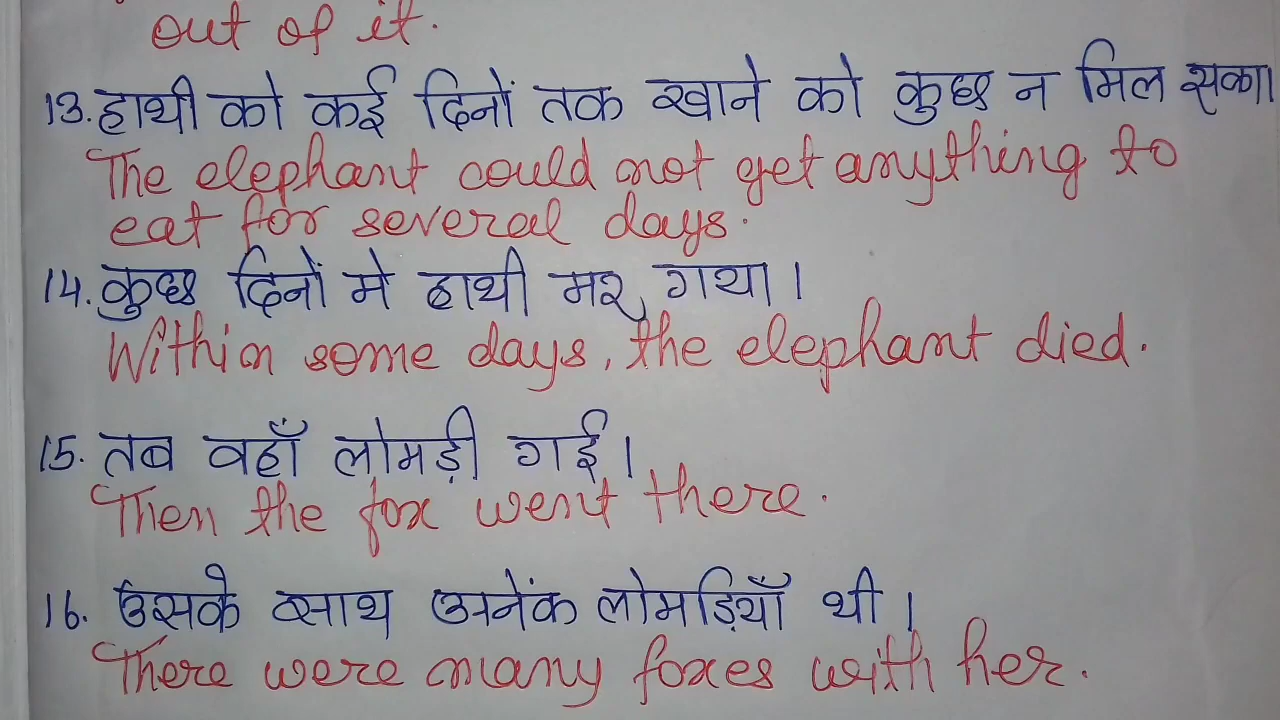 out of it.
13. हाथी को कई दिनों तक खाने को कुछ न मिल सका।
The elephant could not get anything to
eat for several days.
14. कुछ दिनों मे हाथी मर गया।
Within some days, the elephant died.
15. तब वहाँ लोमड़ी गई।
Then the fox went there.
16. उसके साथ अनेंक लोमड़ियाँ थी।
There were many foxes with her.